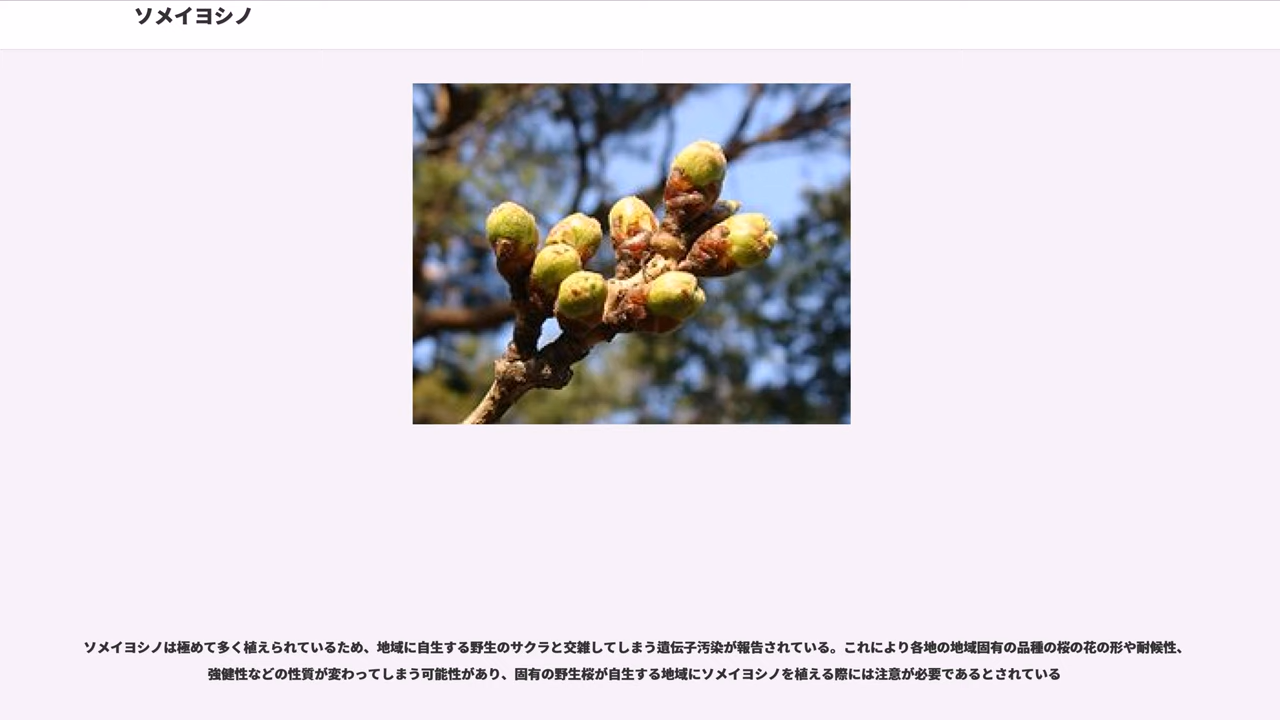 ソメイヨシノ
ソメイヨシノは極めて多く植えられているため、地域に自生する野生のサクラと交雑してしまう遺伝子汚染が報告されている。これにより各地の地域固有の品種の桜の花の形や耐候性、
強健性などの性質が変わってしまう可能性があり、固有の野生桜が自生する地域にソメイヨシノを植える際には注意が必要であるとされている